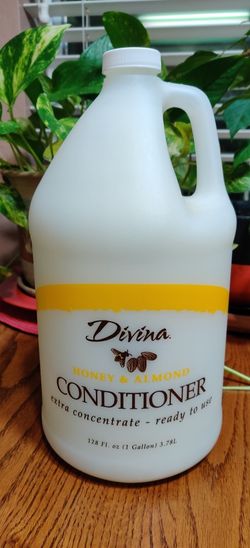 Divina
HONEY & ALMOND
CONDITIONER
extra concentrate - ready to use
128 Fl. oz (1 Gallon) 3.78L